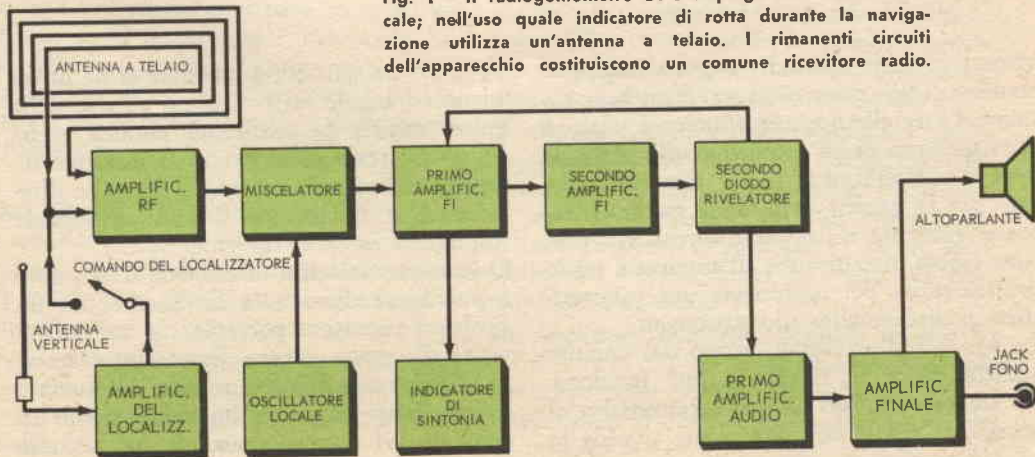 cale; nell'uso quale indicatore di rotta durante la naviga-
zione utilizza un'antenna a telaio. I rimanenti circuiti
dell'apparecchio costituiscono un comune ricevitore radio.
ANTENNA A TELAIO
AMPLIFIC.
RF
MISCELATORE
PRIMO
AMPLIFIC.
FI
SECONDO
AMPLIFIC.
FI
SECONDO
DIODO
RIVELATORE
ALTOPARLANTE
COMANDO DEL LOCALIZZATORE
ANTENNA
VERTICALE
AMPLIFIC.
DEL
LOCALIZZ.
OSCILLATORE
LOCALE
INDICATORE
DI
SINTONIA
PRIMO
AMPLIFIC.
AUDIO
AMPLIFIC.
FINALE
JACK
FONO